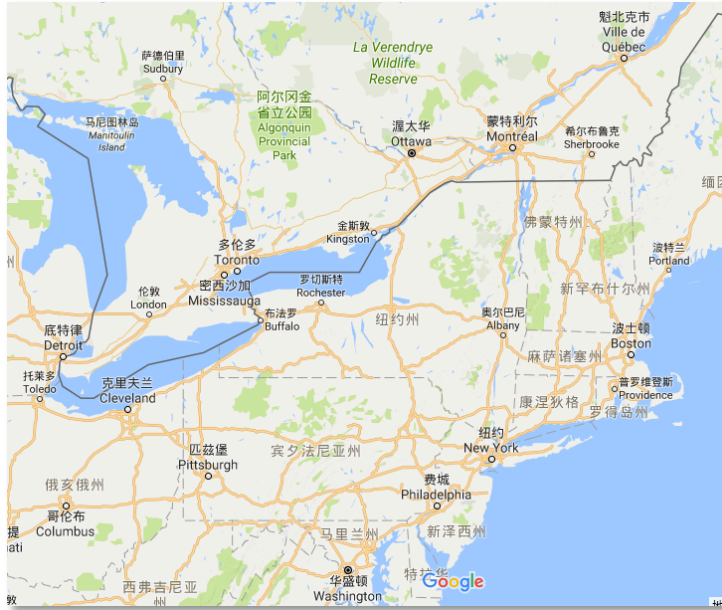 魁北克市
Ville de
Québec
萨德伯里
Sudbury
La Verendrye
Wildlife
Reserve
阿尔冈金
省立公园
Algonquin
Provincial
Park
马尼图林岛
Manitoulin
Island
渥太华
Ottawa
蒙特利尔
Montréal
希尔布鲁克
Sherbrooke
缅因
佛蒙特州
金斯敦
Kingston
多伦多
Toronto
密西沙加
Mississauga
波特兰
Portland
罗切斯特
Rochester
新罕布什尔州
伦敦
London
布法罗
Buffalo
纽约州
奥尔巴尼
Albany
底特律
Detroit
波士顿
Boston
麻萨诸塞州
托莱多
Toledo
克里夫兰
Cleveland
普罗维登斯
Providence
康涅狄格
罗得岛州
纽约
New York
匹兹堡
Pittsburgh
宾夕法尼亚州
俄亥俄州
费城
Philadelphia
哥伦布
Columbus
提
ati
马里兰州
新泽西州
华盛顿
Washington
特拉华
Google
西弗吉尼亚
敦